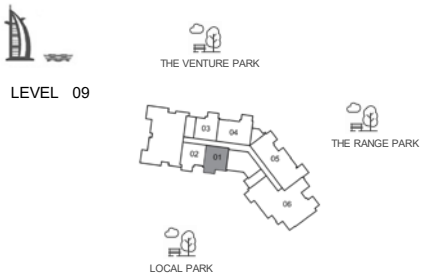 THE VENTURE PARK
LEVEL 09
THE RANGE PARK
03 04
02 01 05
06
LOCAL PARK